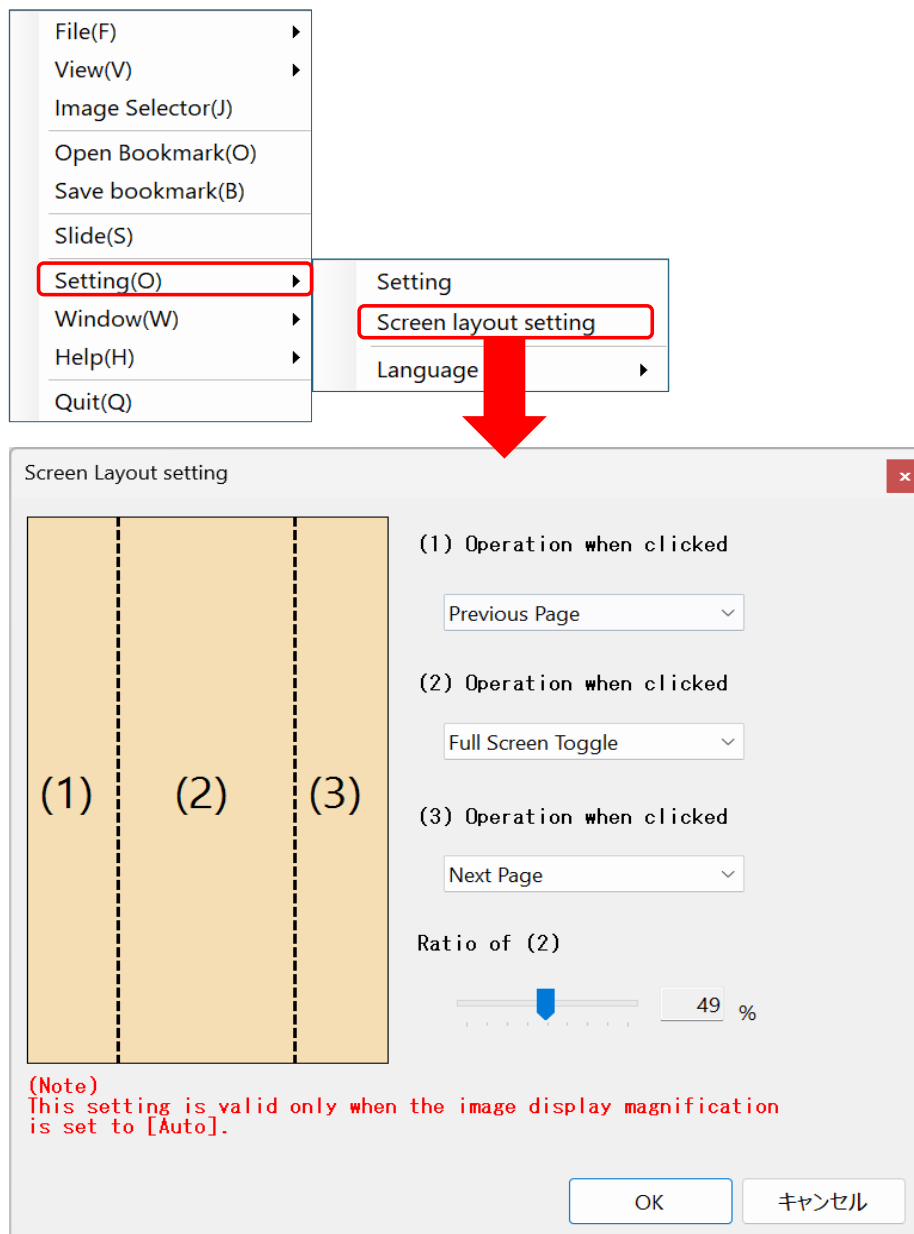 File(F)
View(V)
Image Selector(J)
Open Bookmark(O)
Save bookmark(B)
Slide(S)
Setting(O)
Window(W)
Help(H)
Quit(Q)
Setting
Screen layout setting
Language
Screen Layout setting
x
(1)
(2)
(3)
(1) Operation when clicked
Previous Page
(2) Operation when clicked
Full Screen Toggle
(3) Operation when clicked
Next Page
Ratio of (2)
49 %
(Note)
This setting is valid only when the image display magnification
is set to [Auto].
OK
キャンセル